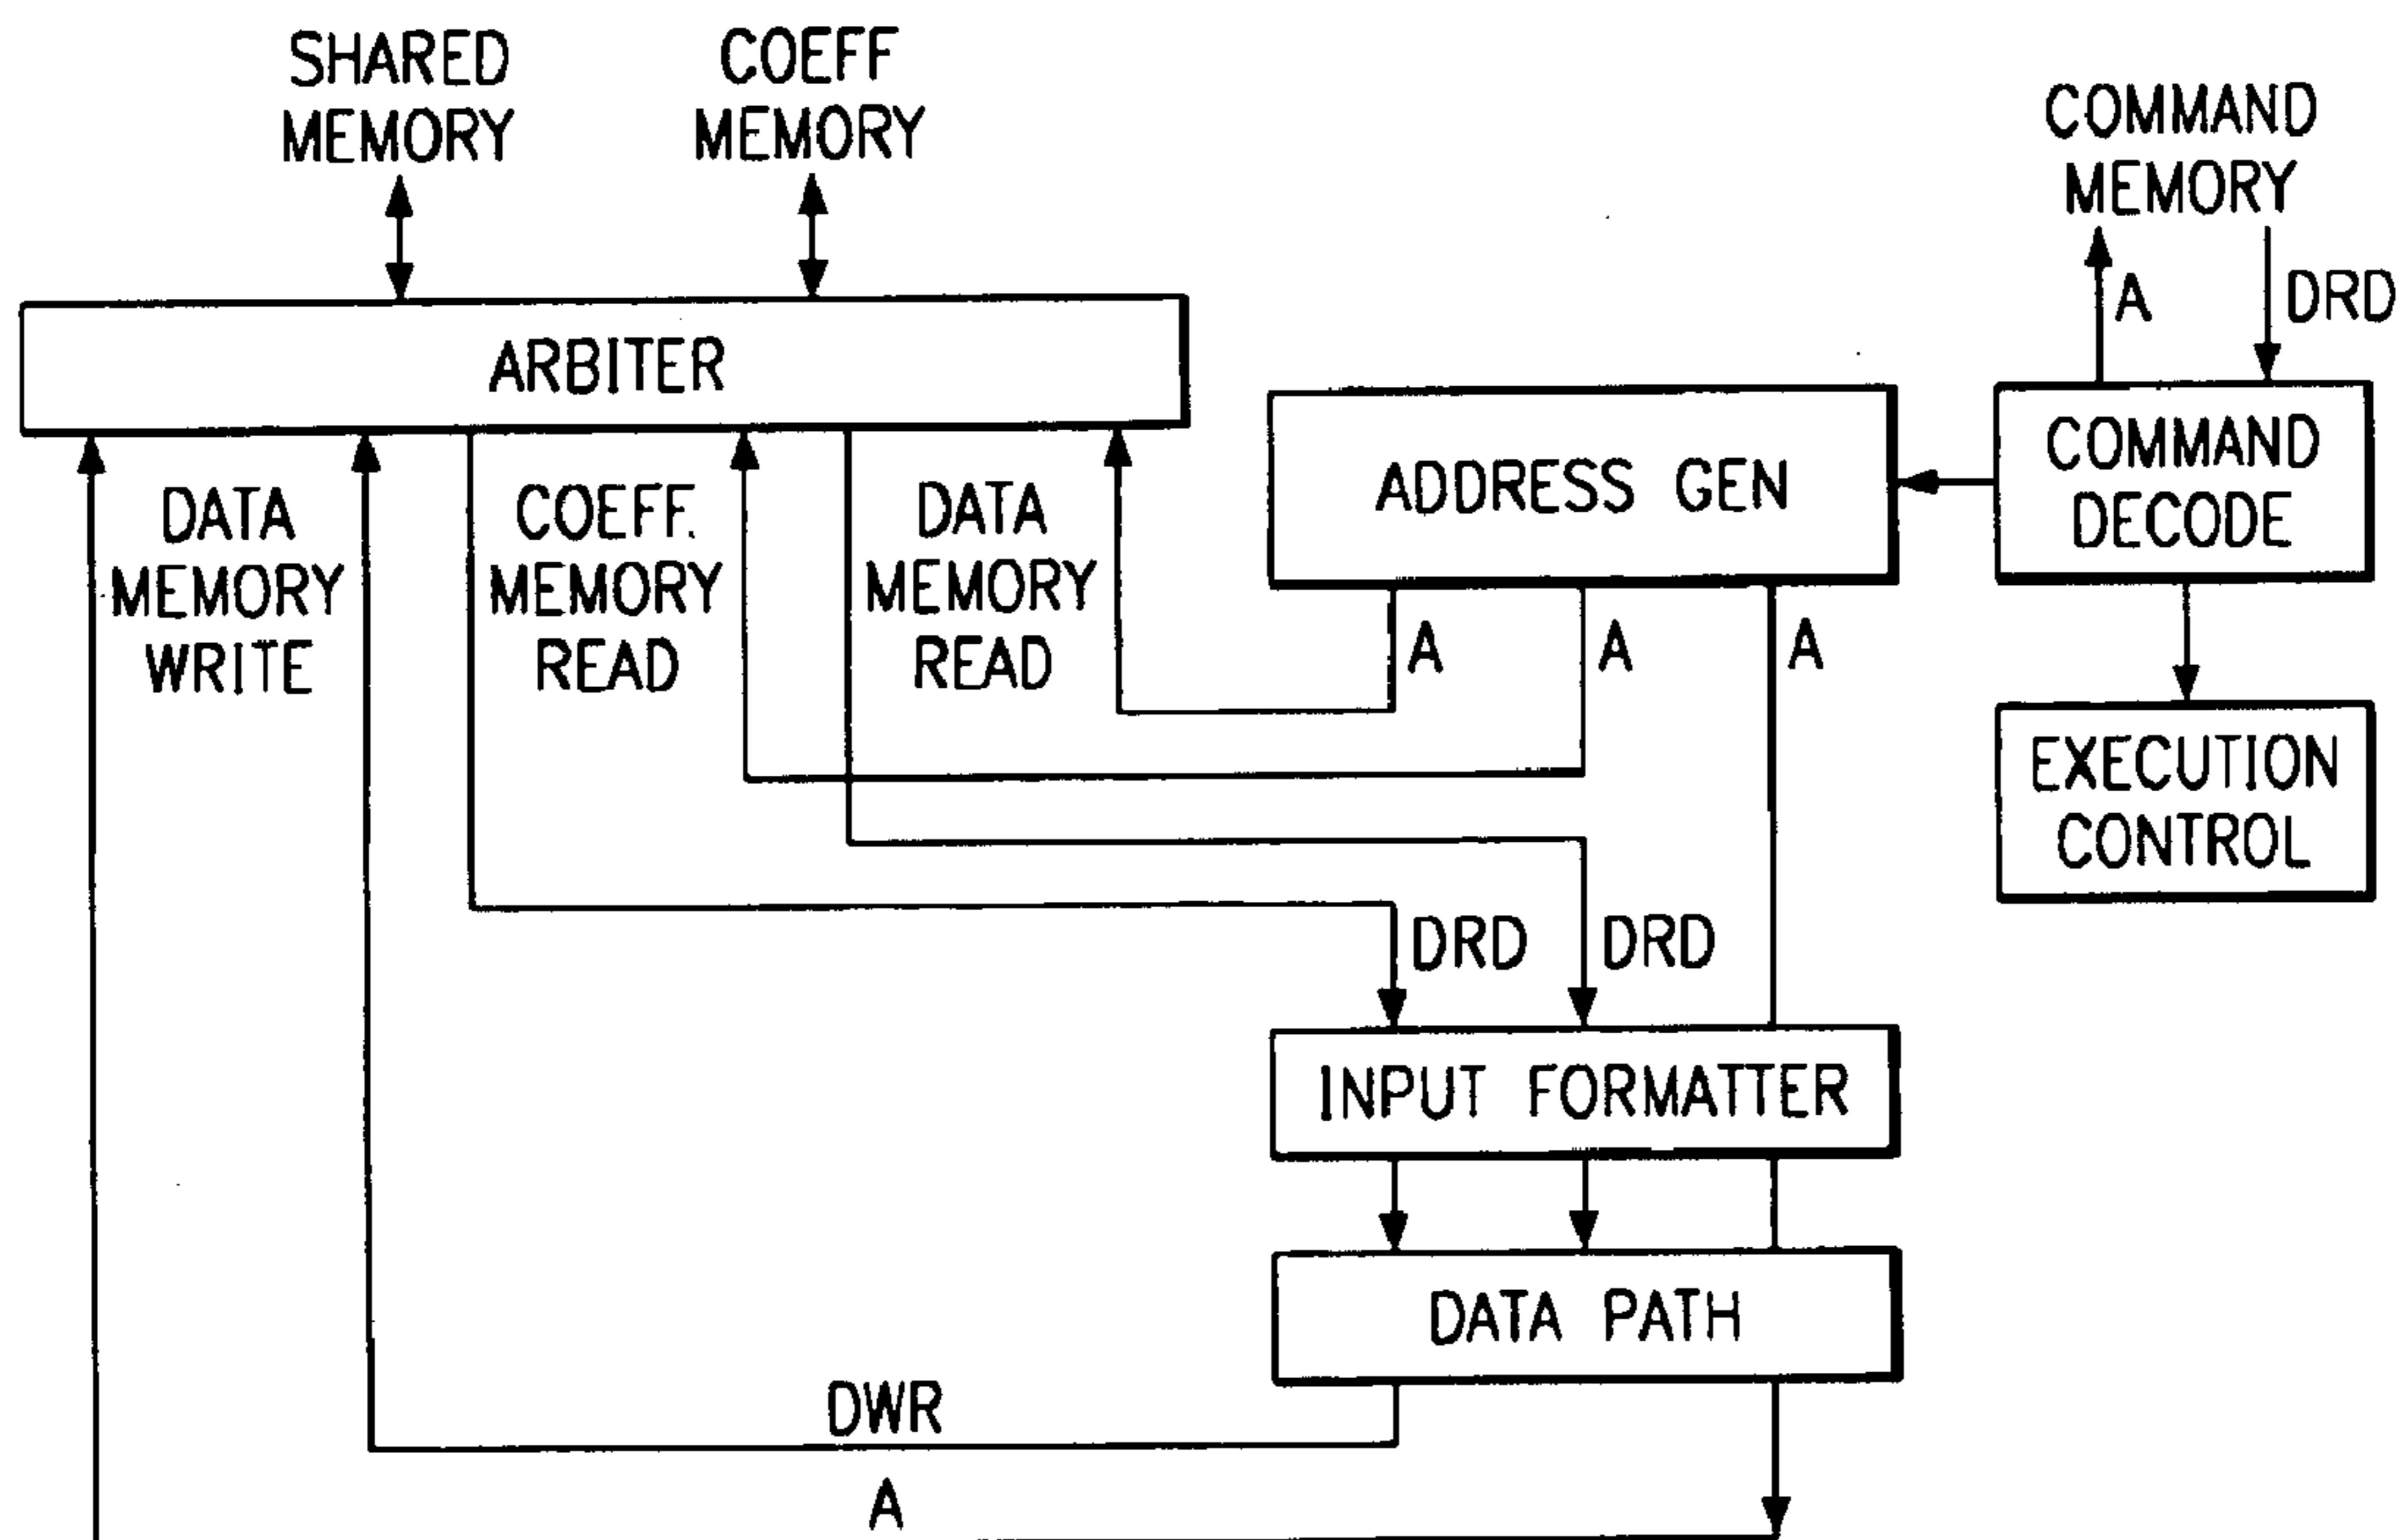 SHARED
MEMORY
COEFF
MEMORY
COMMAND
MEMORY
A
DRD
ARBITER
ADDRESS GEN
COMMAND
DECODE
DATA
MEMORY
WRITE
COEFF.
MEMORY
READ
DATA
MEMORY
READ
A
A
A
EXECUTION
CONTROL
DRD
DRD
INPUT FORMATTER
DATA PATH
DWR
A